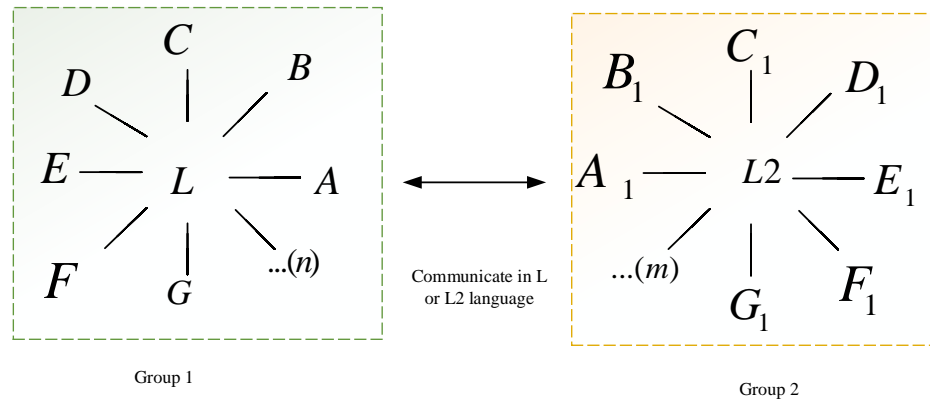 C
B
D
E
L
A
F
G
...(n)
Group 1
Communicate in L
or L2 language
C₁
B₁
D₁
A₁
L2
E₁
...(m)
G₁
F₁
Group 2